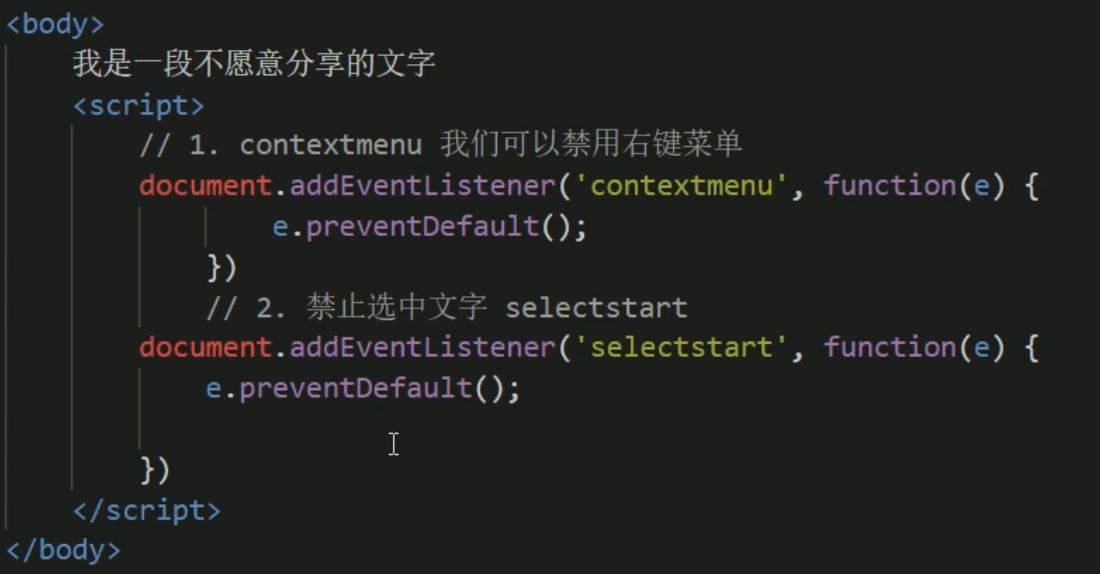 <body>
我是一段不愿意分享的文字
<script>
// 1. contextmenu 我们可以禁用右键菜单
document.addEventListener('contextmenu', function(e) {
e.preventDefault();
})
// 2. 禁止选中文字 selectstart
document.addEventListener('selectstart', function(e) {
e.preventDefault();
})
</script>
</body>